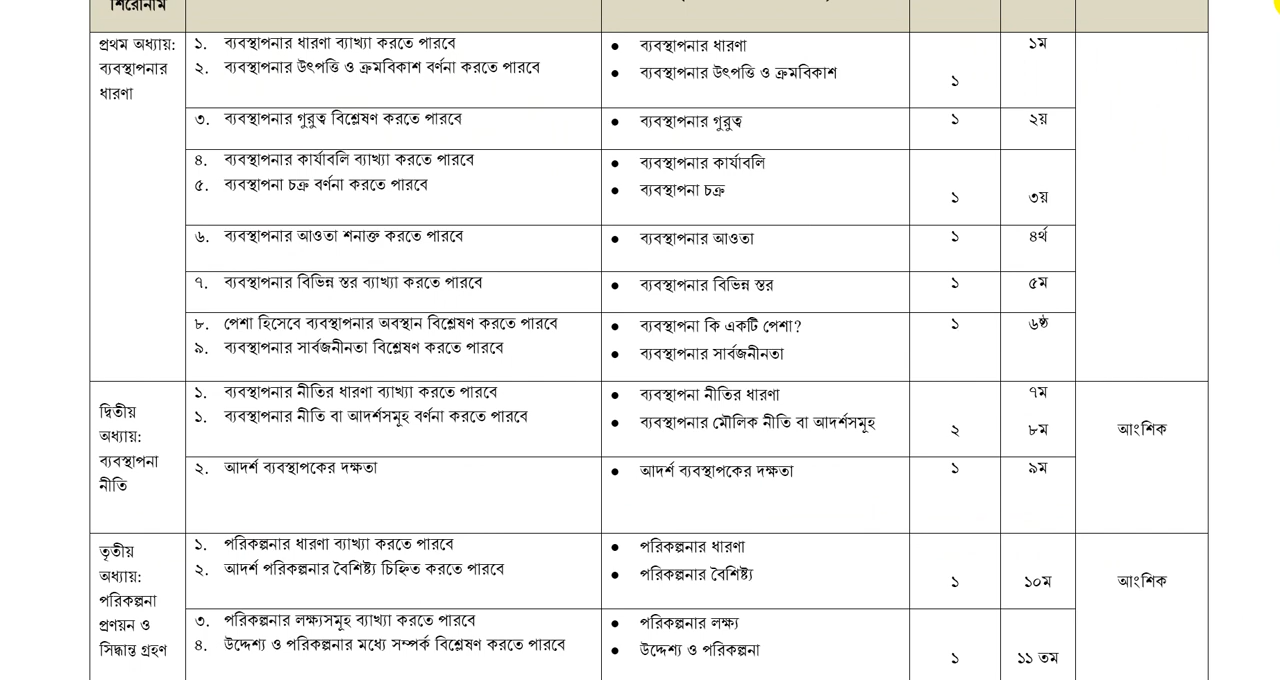 শিরোনাম
প্রথম অধ্যায়:
ব্যবস্থাপনার
ধারণা
১. ব্যবস্থাপনার ধারণা ব্যাখ্যা করতে পারবে
২. ব্যবস্থাপনার উৎপত্তি ও ক্রমবিকাশ বর্ণনা করতে পারবে
● ব্যবস্থাপনার ধারণা
● ব্যবস্থাপনার উৎপত্তি ও ক্রমবিকাশ
১
১ম
৩. ব্যবস্থাপনার গুরুত্ব বিশ্লেষণ করতে পারবে
● ব্যবস্থাপনার গুরুত্ব
১
২য়
৪. ব্যবস্থাপনার কার্যাবলি ব্যাখ্যা করতে পারবে
৫. ব্যবস্থাপনা চক্র বর্ণনা করতে পারবে
● ব্যবস্থাপনার কার্যাবলি
● ব্যবস্থাপনা চক্র
১
৩য়
৬. ব্যবস্থাপনার আওতা শনাক্ত করতে পারবে
● ব্যবস্থাপনার আওতা
১
৪র্থ
৭. ব্যবস্থাপনার বিভিন্ন স্তর ব্যাখ্যা করতে পারবে
● ব্যবস্থাপনার বিভিন্ন স্তর
১
৫ম
৮. পেশা হিসেবে ব্যবস্থাপনার অবস্থান বিশ্লেষণ করতে পারবে
৯. ব্যবস্থাপনার সার্বজনীনতা বিশ্লেষণ করতে পারবে
● ব্যবস্থাপনা কি একটি পেশা?
● ব্যবস্থাপনার সার্বজনীনতা
১
৬ষ্ঠ
দ্বিতীয়
অধ্যায়:
ব্যবস্থাপনা
নীতি
১. ব্যবস্থাপনার নীতির ধারণা ব্যাখ্যা করতে পারবে
১. ব্যবস্থাপনার নীতি বা আদর্শসমূহ বর্ণনা করতে পারবে
● ব্যবস্থাপনা নীতির ধারণা
● ব্যবস্থাপনার মৌলিক নীতি বা আদর্শসমূহ
২
৭ম
৮ম
আংশিক
২. আদর্শ ব্যবস্থাপকের দক্ষতা
● আদর্শ ব্যবস্থাপকের দক্ষতা
১
৯ম
তৃতীয়
অধ্যায়:
পরিকল্পনা
প্রণয়ন ও
সিদ্ধান্ত গ্রহণ
১. পরিকল্পনার ধারণা ব্যাখ্যা করতে পারবে
২. আদর্শ পরিকল্পনার বৈশিষ্ট্য চিহ্নিত করতে পারবে
● পরিকল্পনার ধারণা
● পরিকল্পনার বৈশিষ্ট্য
১
১০ম
আংশিক
৩. পরিকল্পনার লক্ষ্যসমূহ ব্যাখ্যা করতে পারবে
৪. উদ্দেশ্য ও পরিকল্পনার মধ্যে সম্পর্ক বিশ্লেষণ করতে পারবে
● পরিকল্পনার লক্ষ্য
● উদ্দেশ্য ও পরিকল্পনা
১
১১ তম